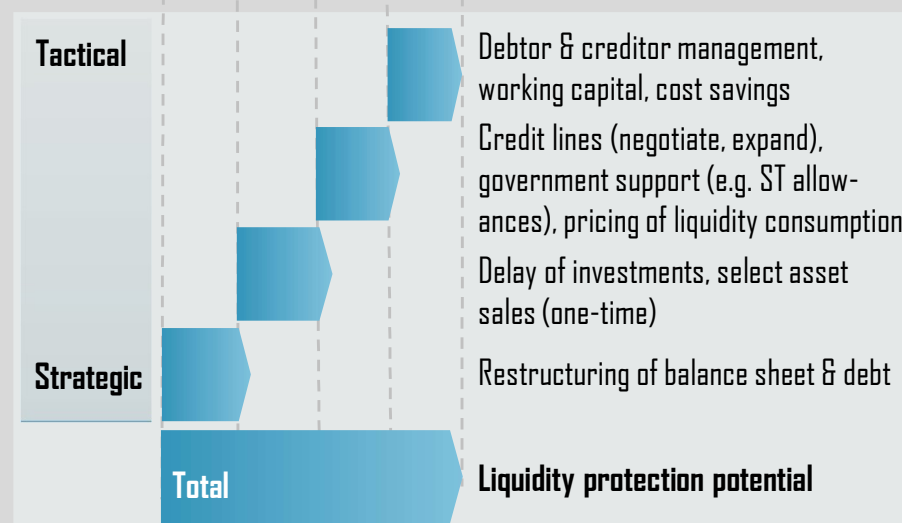 Tactical
Debtor & creditor management,
working capital, cost savings
Credit lines (negotiate, expand),
government support (e.g. ST allow-
ances), pricing of liquidity consumption
Delay of investments, select asset
sales (one-time)
Strategic
Restructuring of balance sheet & debt
Total
Liquidity protection potential